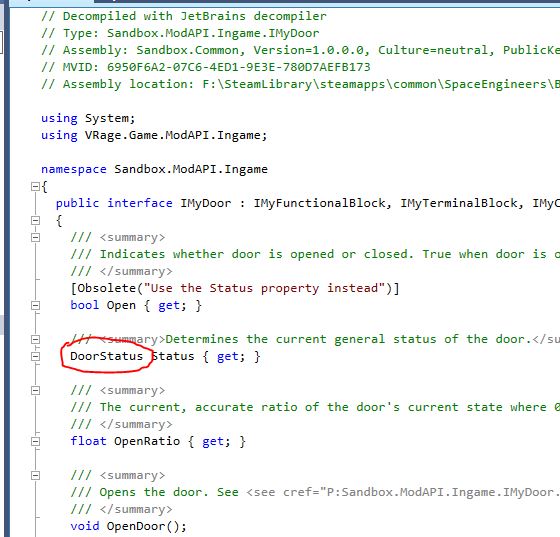 // Decompiled with JetBrains decompiler
// Type: Sandbox.ModAPI.Ingame.IMyDoor
// Assembly: Sandbox.Common, Version=1.0.0.0, Culture=neutral, PublicKe
// MVID: 6950F6A2-07C6-4ED1-9E3E-780D7AEFB173
// Assembly location: F:\SteamLibrary\steamapps\common\SpaceEngineers\B
using System;
using VRage.Game.ModAPI.Ingame;
namespace Sandbox.ModAPI.Ingame
{
public interface IMyDoor : IMyFunctionalBlock, IMyTerminalBlock, IMyC
{
/// <summary>
/// Indicates whether door is opened or closed. True when door is o
/// </summary>
[Obsolete("Use the Status property instead")]
bool Open { get; }
/// <summary>Determines the current general status of the door.</su
DoorStatus Status { get; }
/// <summary>
/// The current, accurate ratio of the door's current state where 0
/// </summary>
float OpenRatio { get; }
/// <summary>
/// Opens the door. See <see cref="P:Sandbox.ModAPI.Ingame.IMyDoor.
/// </summary>
void OpenDoor();